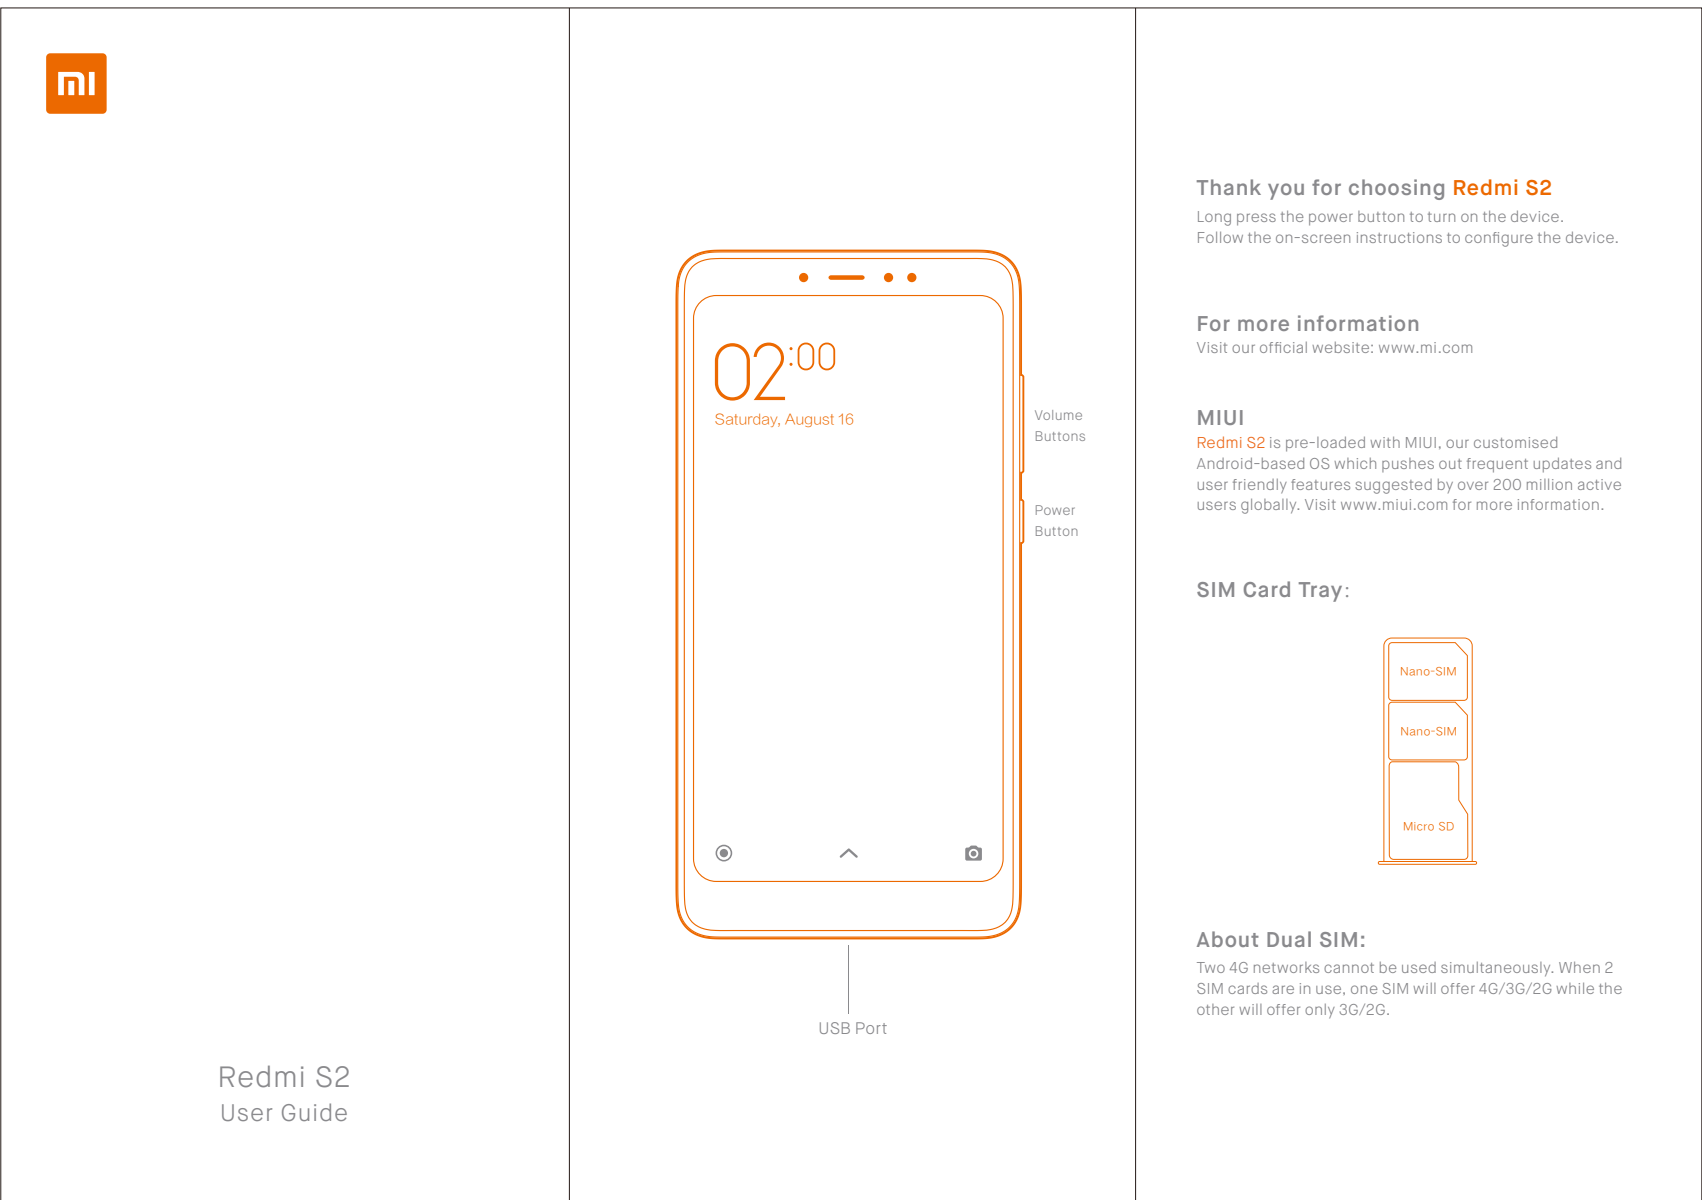 mi
Redmi S2
User Guide
02:00
Saturday, August 16
Volume
Buttons
Power
Button
USB Port
Thank you for choosing Redmi S2
Long press the power button to turn on the device.
Follow the on-screen instructions to configure the device.
For more information
Visit our official website: www.mi.com
MIUI
Redmi S2 is pre-loaded with MIUI, our customised
Android-based OS which pushes out frequent updates and
user friendly features suggested by over 200 million active
users globally. Visit www.miui.com for more information.
SIM Card Tray:
Nano-SIM
Nano-SIM
Micro SD
About Dual SIM:
Two 4G networks cannot be used simultaneously. When 2
SIM cards are in use, one SIM will offer 4G/3G/2G while the
other will offer only 3G/2G.